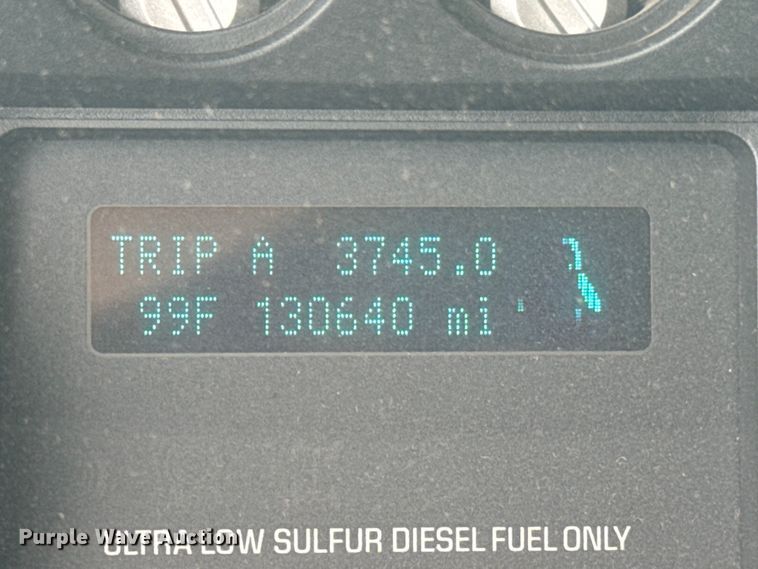 TRIP A 3745.0
99F 130640 mi
Purple Wave Auction
ULTRA LOW SULFUR DIESEL FUEL ONLY